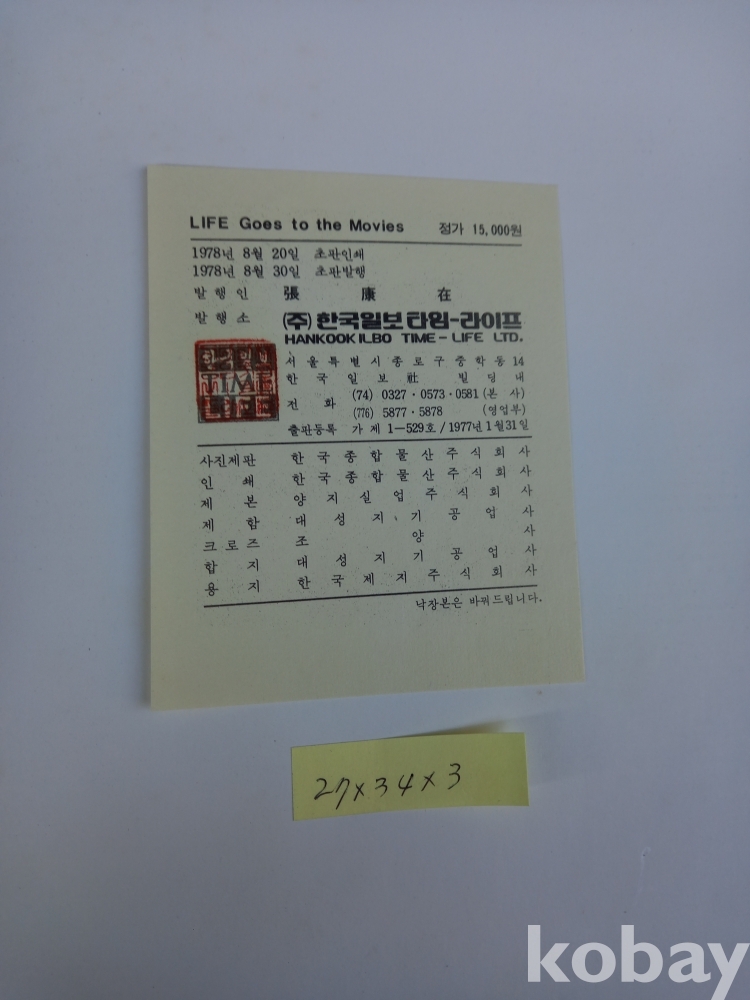 LIFE Goes to the Movies 정가 15,000원
1978년 8월 20일 초판인쇄
1978년 8월 30일 초판발행
발행인 張康在
발행소 (주)한국일보타임-라이프
HANKOOKILBO TIME-LIFE LTD.
한국일보
TIME
LIFE
서울특별시종로구중학동14
한국일보社빌딩내
전화 (74) 0327·0573·0581(본사)
(776) 5877·5878 (영업부)
출판등록 가제1-529호/1977년1월31일
사진제판 한국종합물산주식회사
인쇄 한국종합물산주식회사
제본 양지실업주식회사
제함 대성지기공업사
크로즈 조양사
합지 대성지기공업사
용지 한국제지주식회사
낙장본은 바꿔드립니다.
27×34×3
kobay